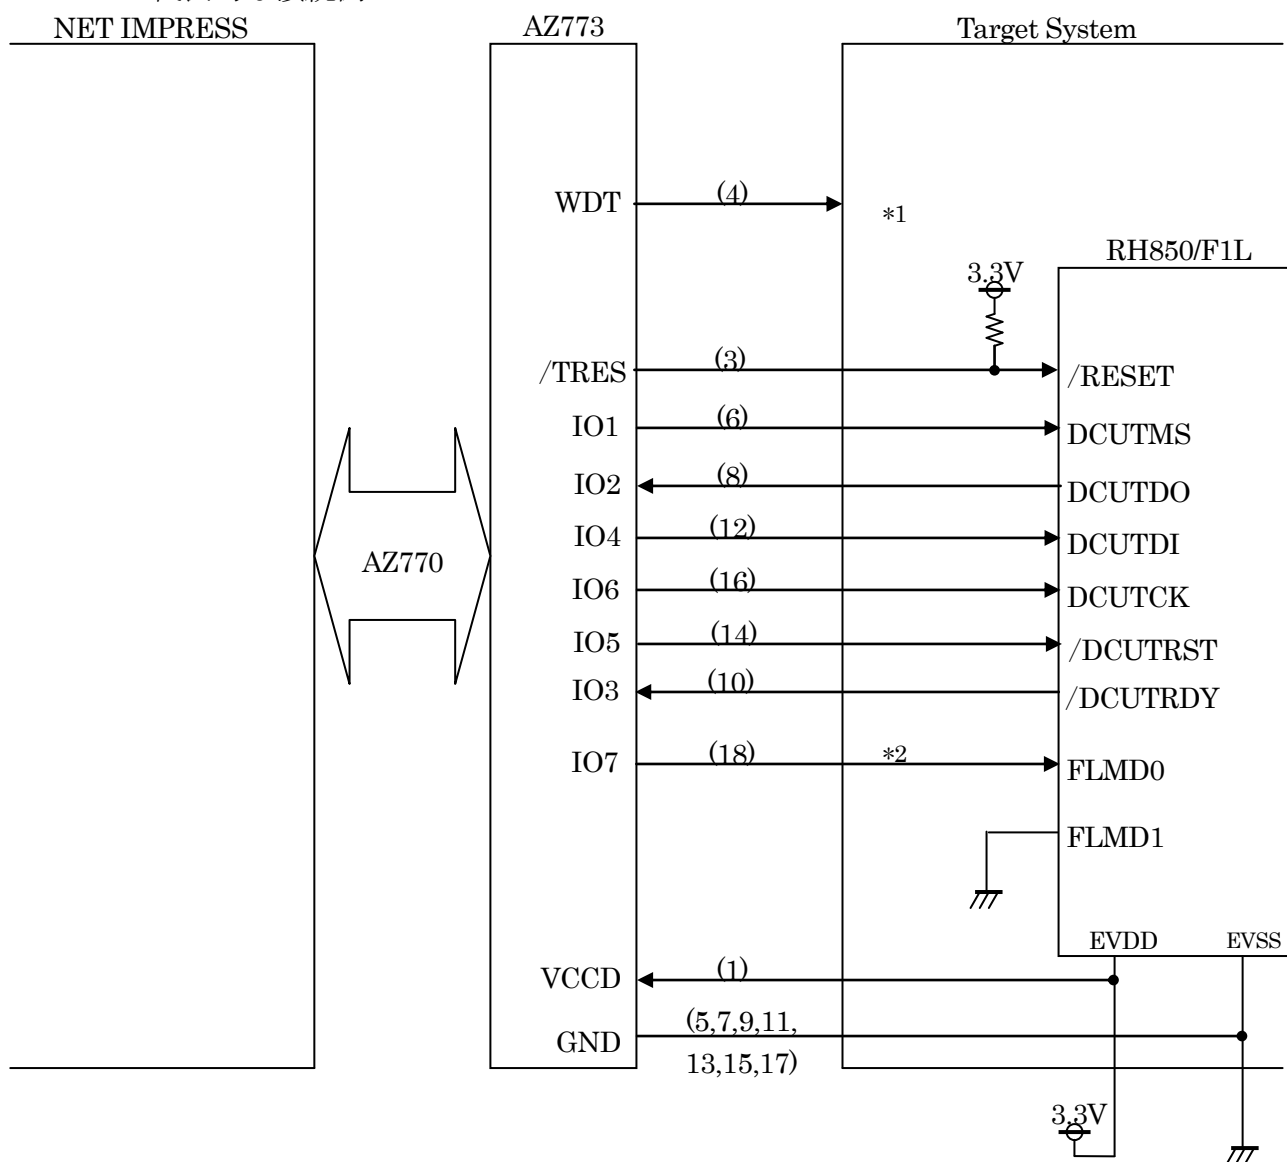 NET IMPRESS
AZ773
Target System
WDT
(4)
*1
RH850/F1L
3.3V
/TRES
(3)
/RESET
IO1
(6)
DCUTMS
IO2
(8)
DCUTDO
IO4
(12)
DCUTDI
AZ770
IO6
(16)
DCUTCK
IO5
(14)
/DCUTRST
IO3
(10)
/DCUTRDY
IO7
(18)
*2
FLMD0
FLMD1
EVDD
EVSS
VCCD
(1)
GND
(5,7,9,11,
13,15,17)
3.3V